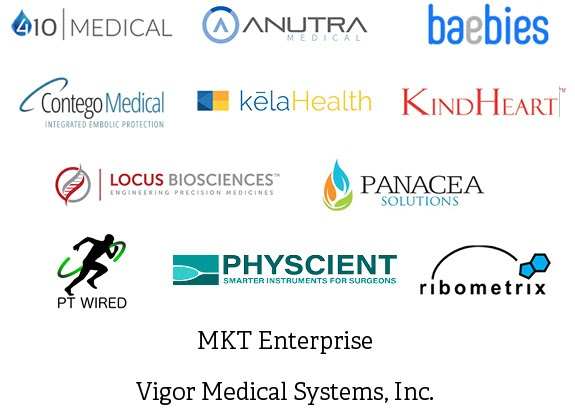 410 | MEDICAL
ANUTRA
MEDICAL
baebies
Contego Medical
INTEGRATED EMBOLIC PROTECTION
kēlaHealth
KINDHEART™
LOCUS BIOSCIENCES™
ENGINEERING PRECISION MEDICINES
PANACEA
SOLUTIONS
PT WIRED
PHYSCIENT
SMARTER INSTRUMENTS FOR SURGEONS
ribometrix
MKT Enterprise
Vigor Medical Systems, Inc.